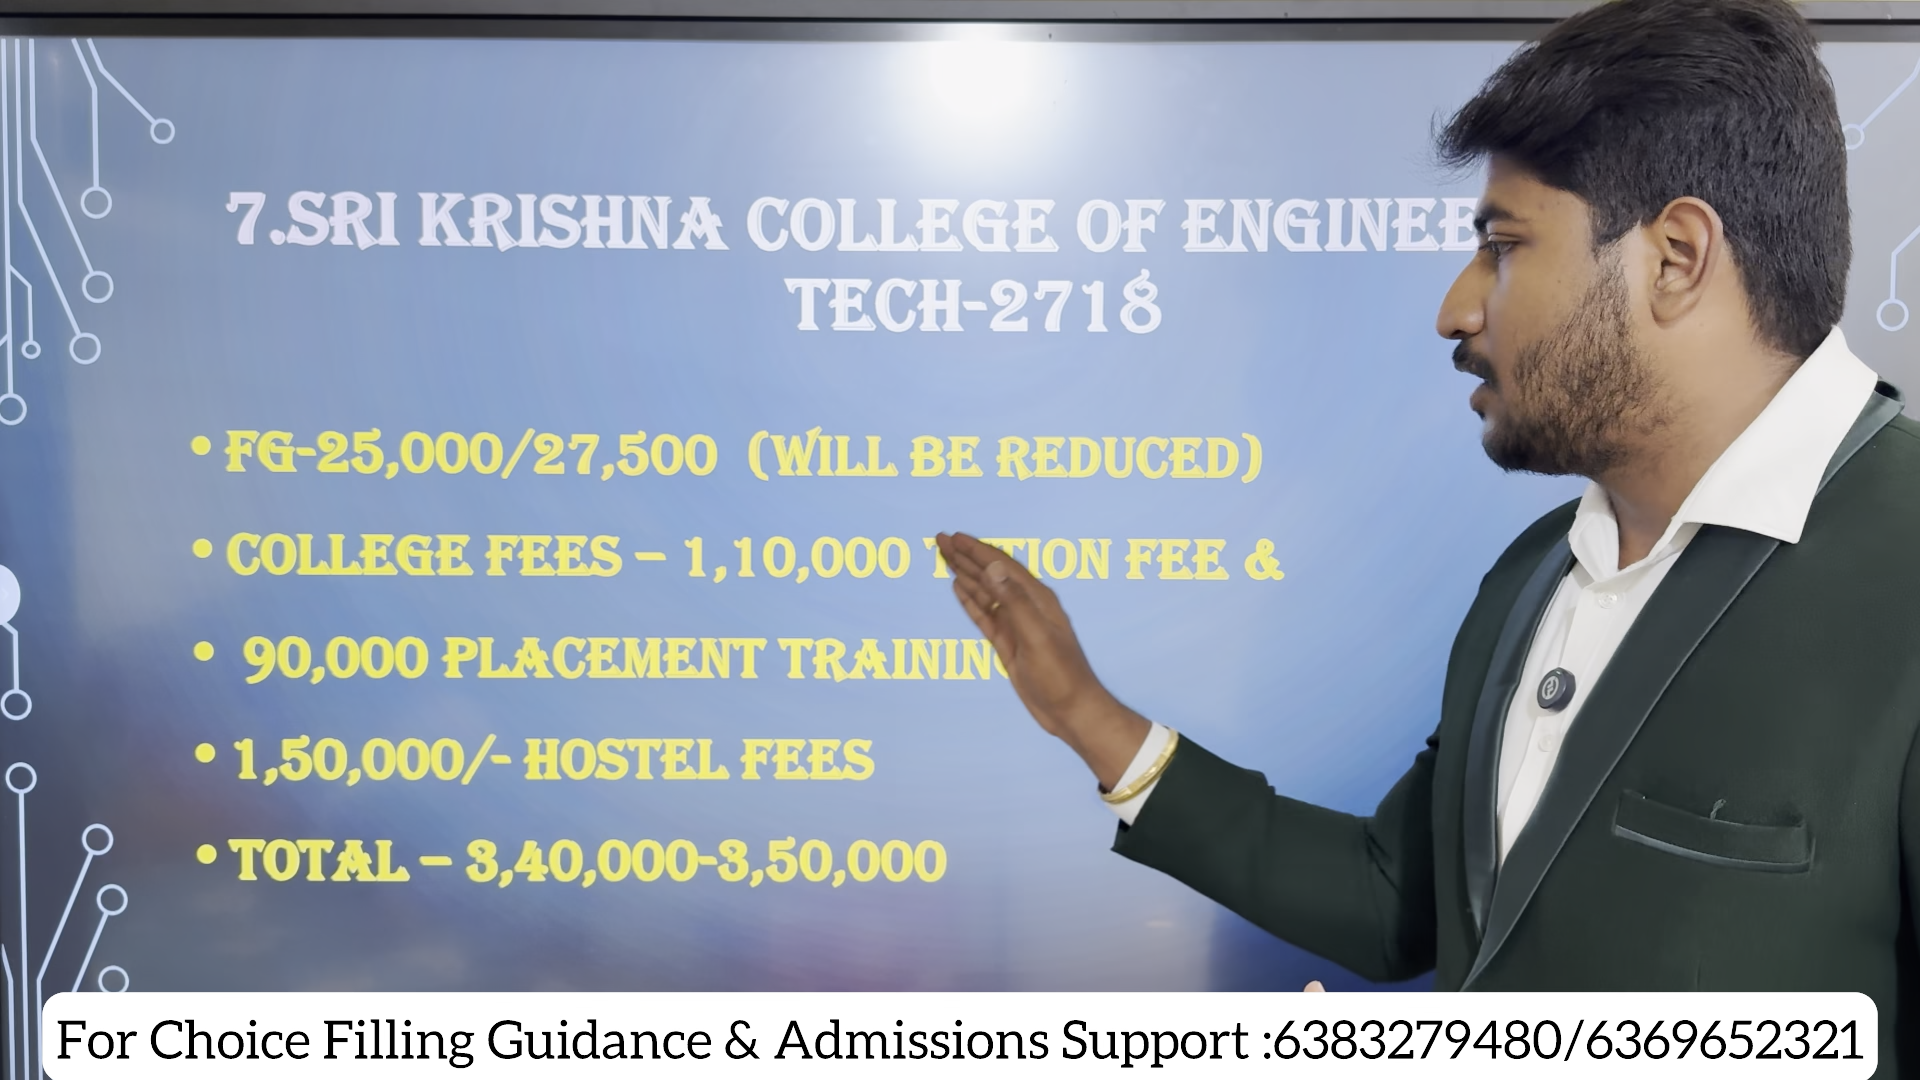 7.SRI KRISHNA COLLEGE OF
TECH-2718
• FG-25,000/27,500 (WILL BE REDUCED)
• COLLEGE FEES – 1,10,000 FEE &
• 90,000 PLACEMENT TRAINING
• 1,50,000/- HOSTEL FEES
• TOTAL – 3,40,000-3,50,000
For Choice Filling Guidance & Admissions Support :6383279480/6369652321